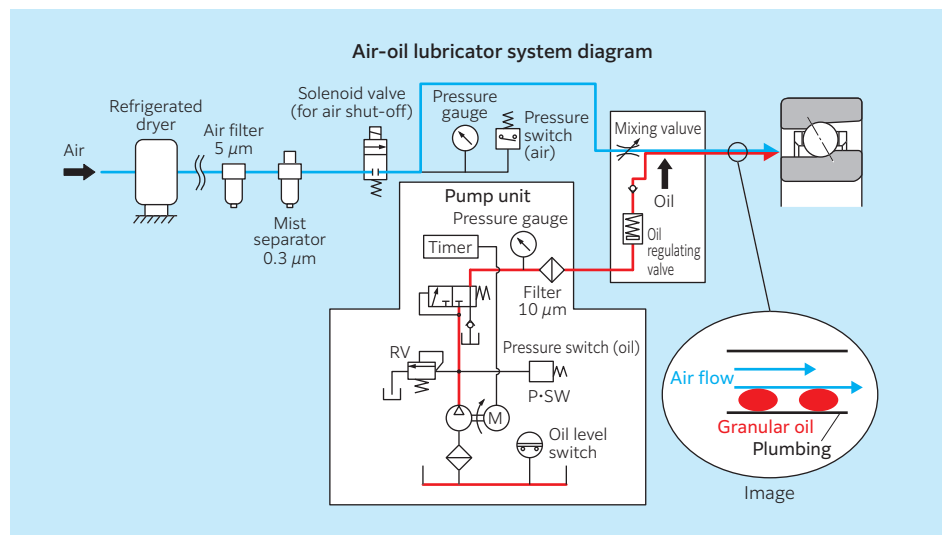 Air-oil lubricator system diagram
Refrigerated
dryer
Air
Air filter
5 μm
Mist
separator
0.3 μm
Solenoid valve
(for air shut-off)
Pressure
gauge
Pressure
switch
(air)
Mixing valuve
Oil
Oil
regulating
valve
Pump unit
Pressure gauge
Timer
Filter
10 μm
RV
Pressure switch (oil)
P·SW
M
Oil level
switch
Air flow
Granular oil
Plumbing
Image